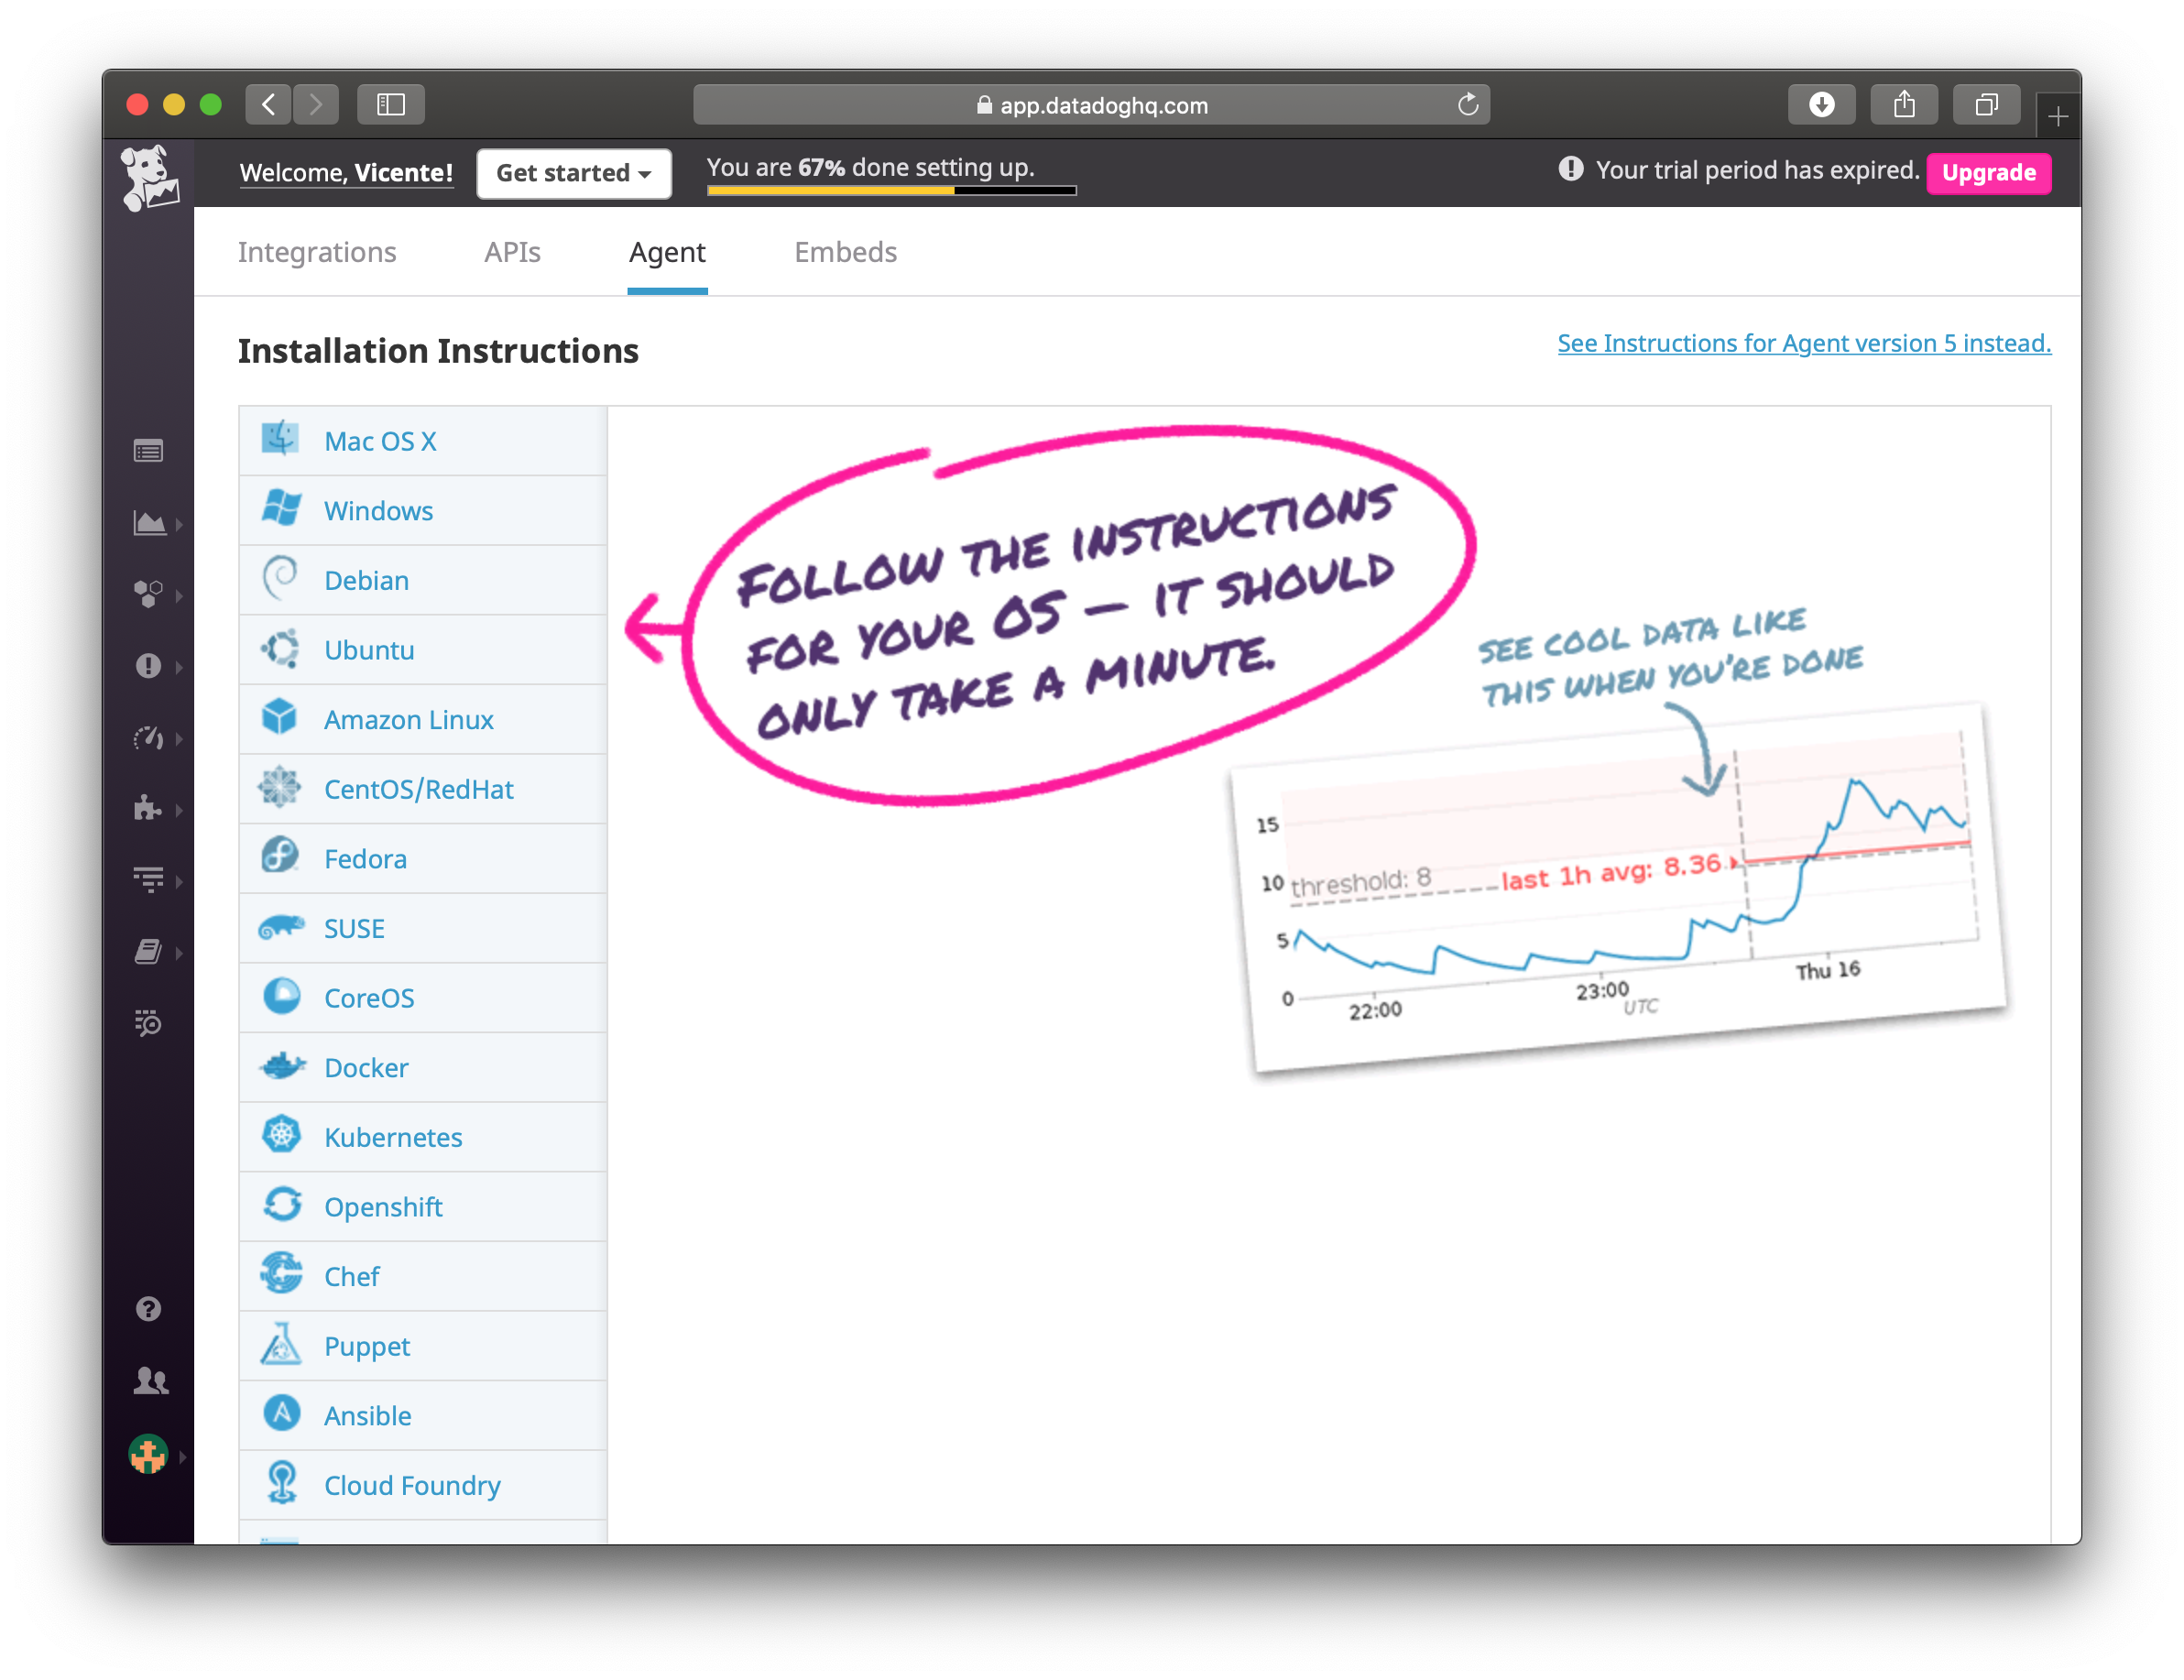 app.datadoghq.com
Welcome, Vicente!
Get started
You are 67% done setting up.
Your trial period has expired.
Upgrade
Integrations
APIs
Agent
Embeds
Installation Instructions
See Instructions for Agent version 5 instead.
Mac OS X
Windows
Debian
Ubuntu
Amazon Linux
CentOS/RedHat
Fedora
SUSE
CoreOS
Docker
Kubernetes
Openshift
Chef
Puppet
Ansible
Cloud Foundry
FOLLOW THE INSTRUCTIONS
FOR YOUR OS — IT SHOULD
ONLY TAKE A MINUTE.
SEE COOL DATA LIKE
THIS WHEN YOU'RE DONE
15
10
5
0
threshold: 8
last 1h avg: 8.36
22:00
23:00
Thu 16
UTC